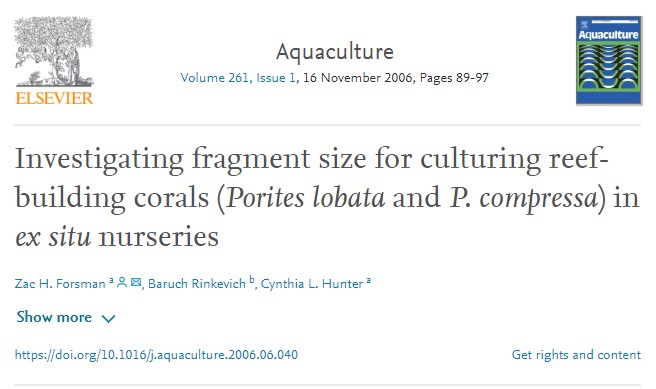 ELSEVIER
Aquaculture
Volume 261, Issue 1, 16 November 2006, Pages 89-97
Aquaculture
Investigating fragment size for culturing reef-
building corals (Porites lobata and P. compressa) in
ex situ nurseries
Zac H. Forsman a, Baruch Rinkevich b, Cynthia L. Hunter a
Show more
https://doi.org/10.1016/j.aquaculture.2006.06.040
Get rights and content